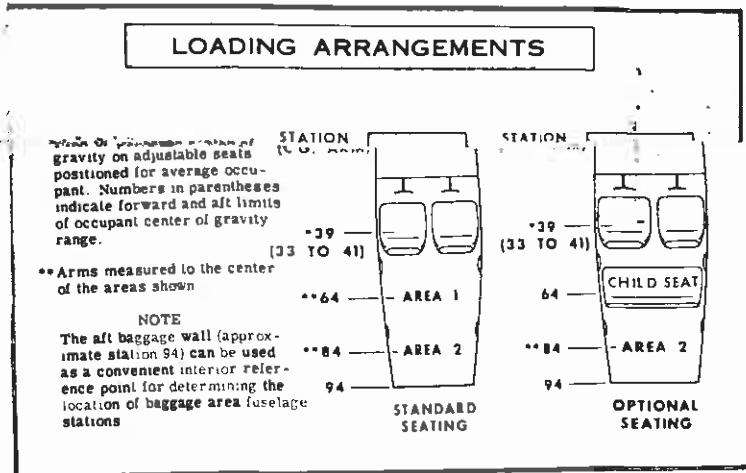 LOADING ARRANGEMENTS
gravity on adjustable seats
positioned for average occu-
pant. Numbers in parentheses
indicate forward and aft limits
of occupant center of gravity
range.
**Arms measured to the center
of the areas shown
NOTE
The aft baggage wall (approx-
imate station 94) can be used
as a convenient interior refer-
ence point for determining the
location of baggage area fuselage
stations
STATION
(C.G. ARM)
*39
(33 TO 41)
**64
AREA 1
**84
AREA 2
94
STANDARD
SEATING
STATION
*39
(33 TO 41)
64
CHILD SEAT
**84
AREA 2
94
OPTIONAL
SEATING